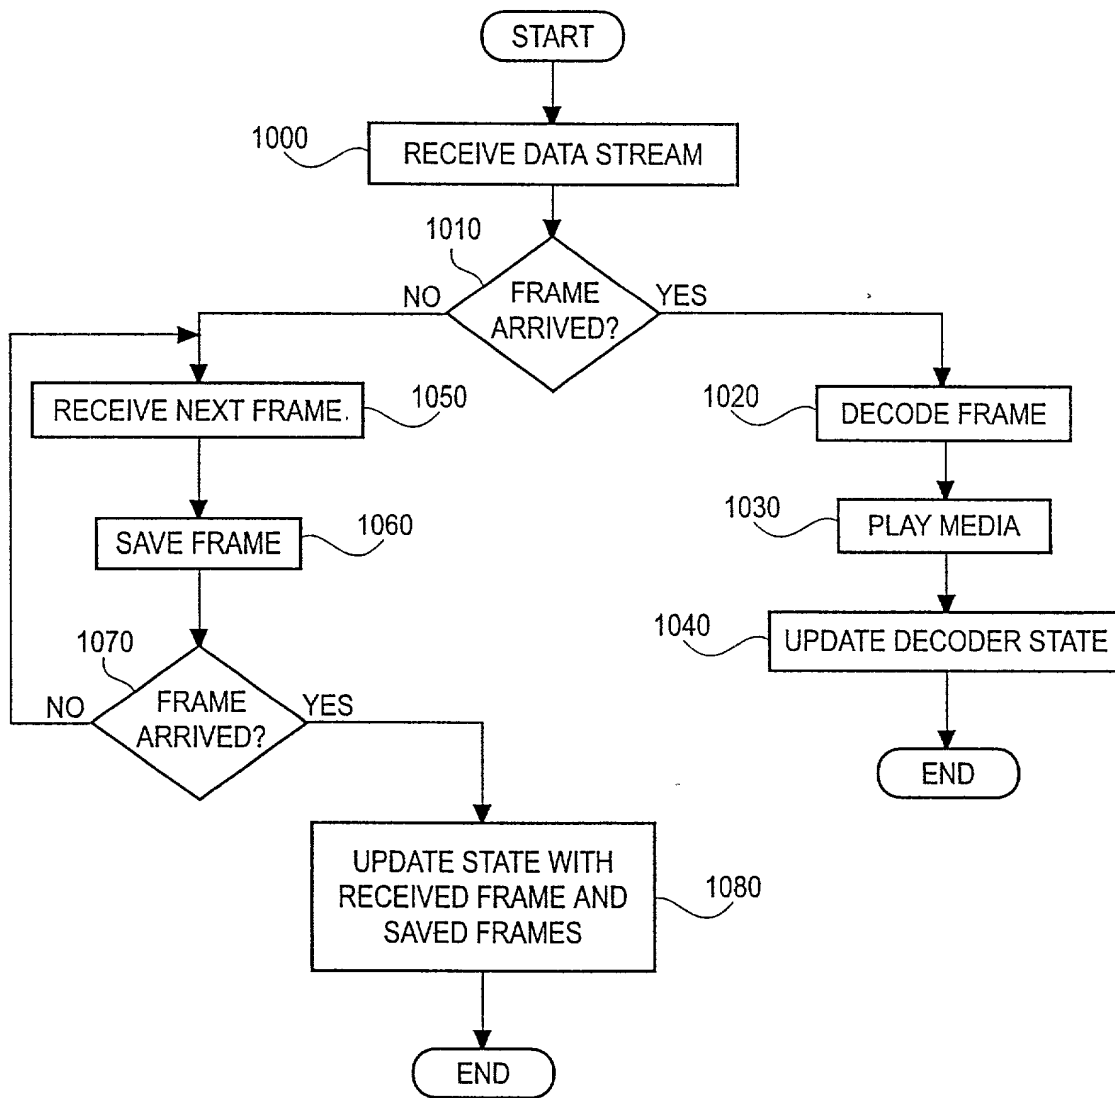 START
1000
RECEIVE DATA STREAM
1010
NO
FRAME
ARRIVED?
YES
RECEIVE NEXT FRAME.
1050
1020
DECODE FRAME
SAVE FRAME
1060
1030
PLAY MEDIA
1040
UPDATE DECODER STATE
1070
NO
FRAME
ARRIVED?
YES
END
UPDATE STATE WITH
RECEIVED FRAME AND
SAVED FRAMES
1080
END